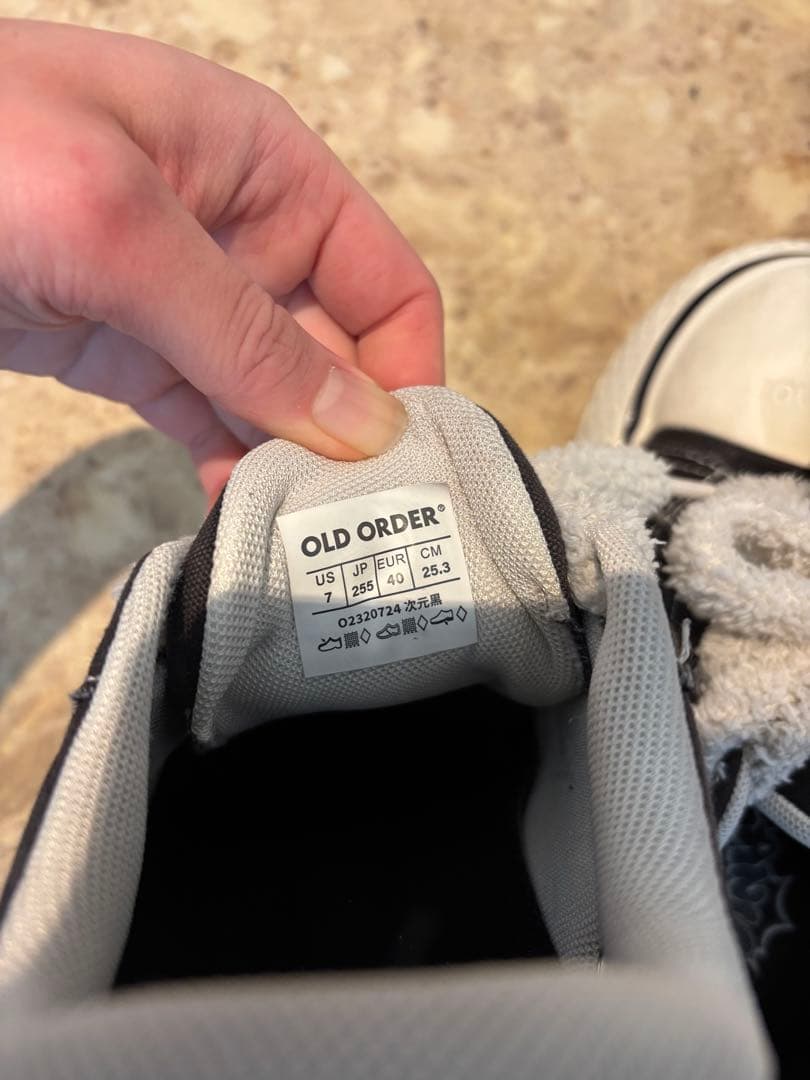 OLD ORDER®
US JP EUR CM
7 255 40 25.3
O2320724 次元黑